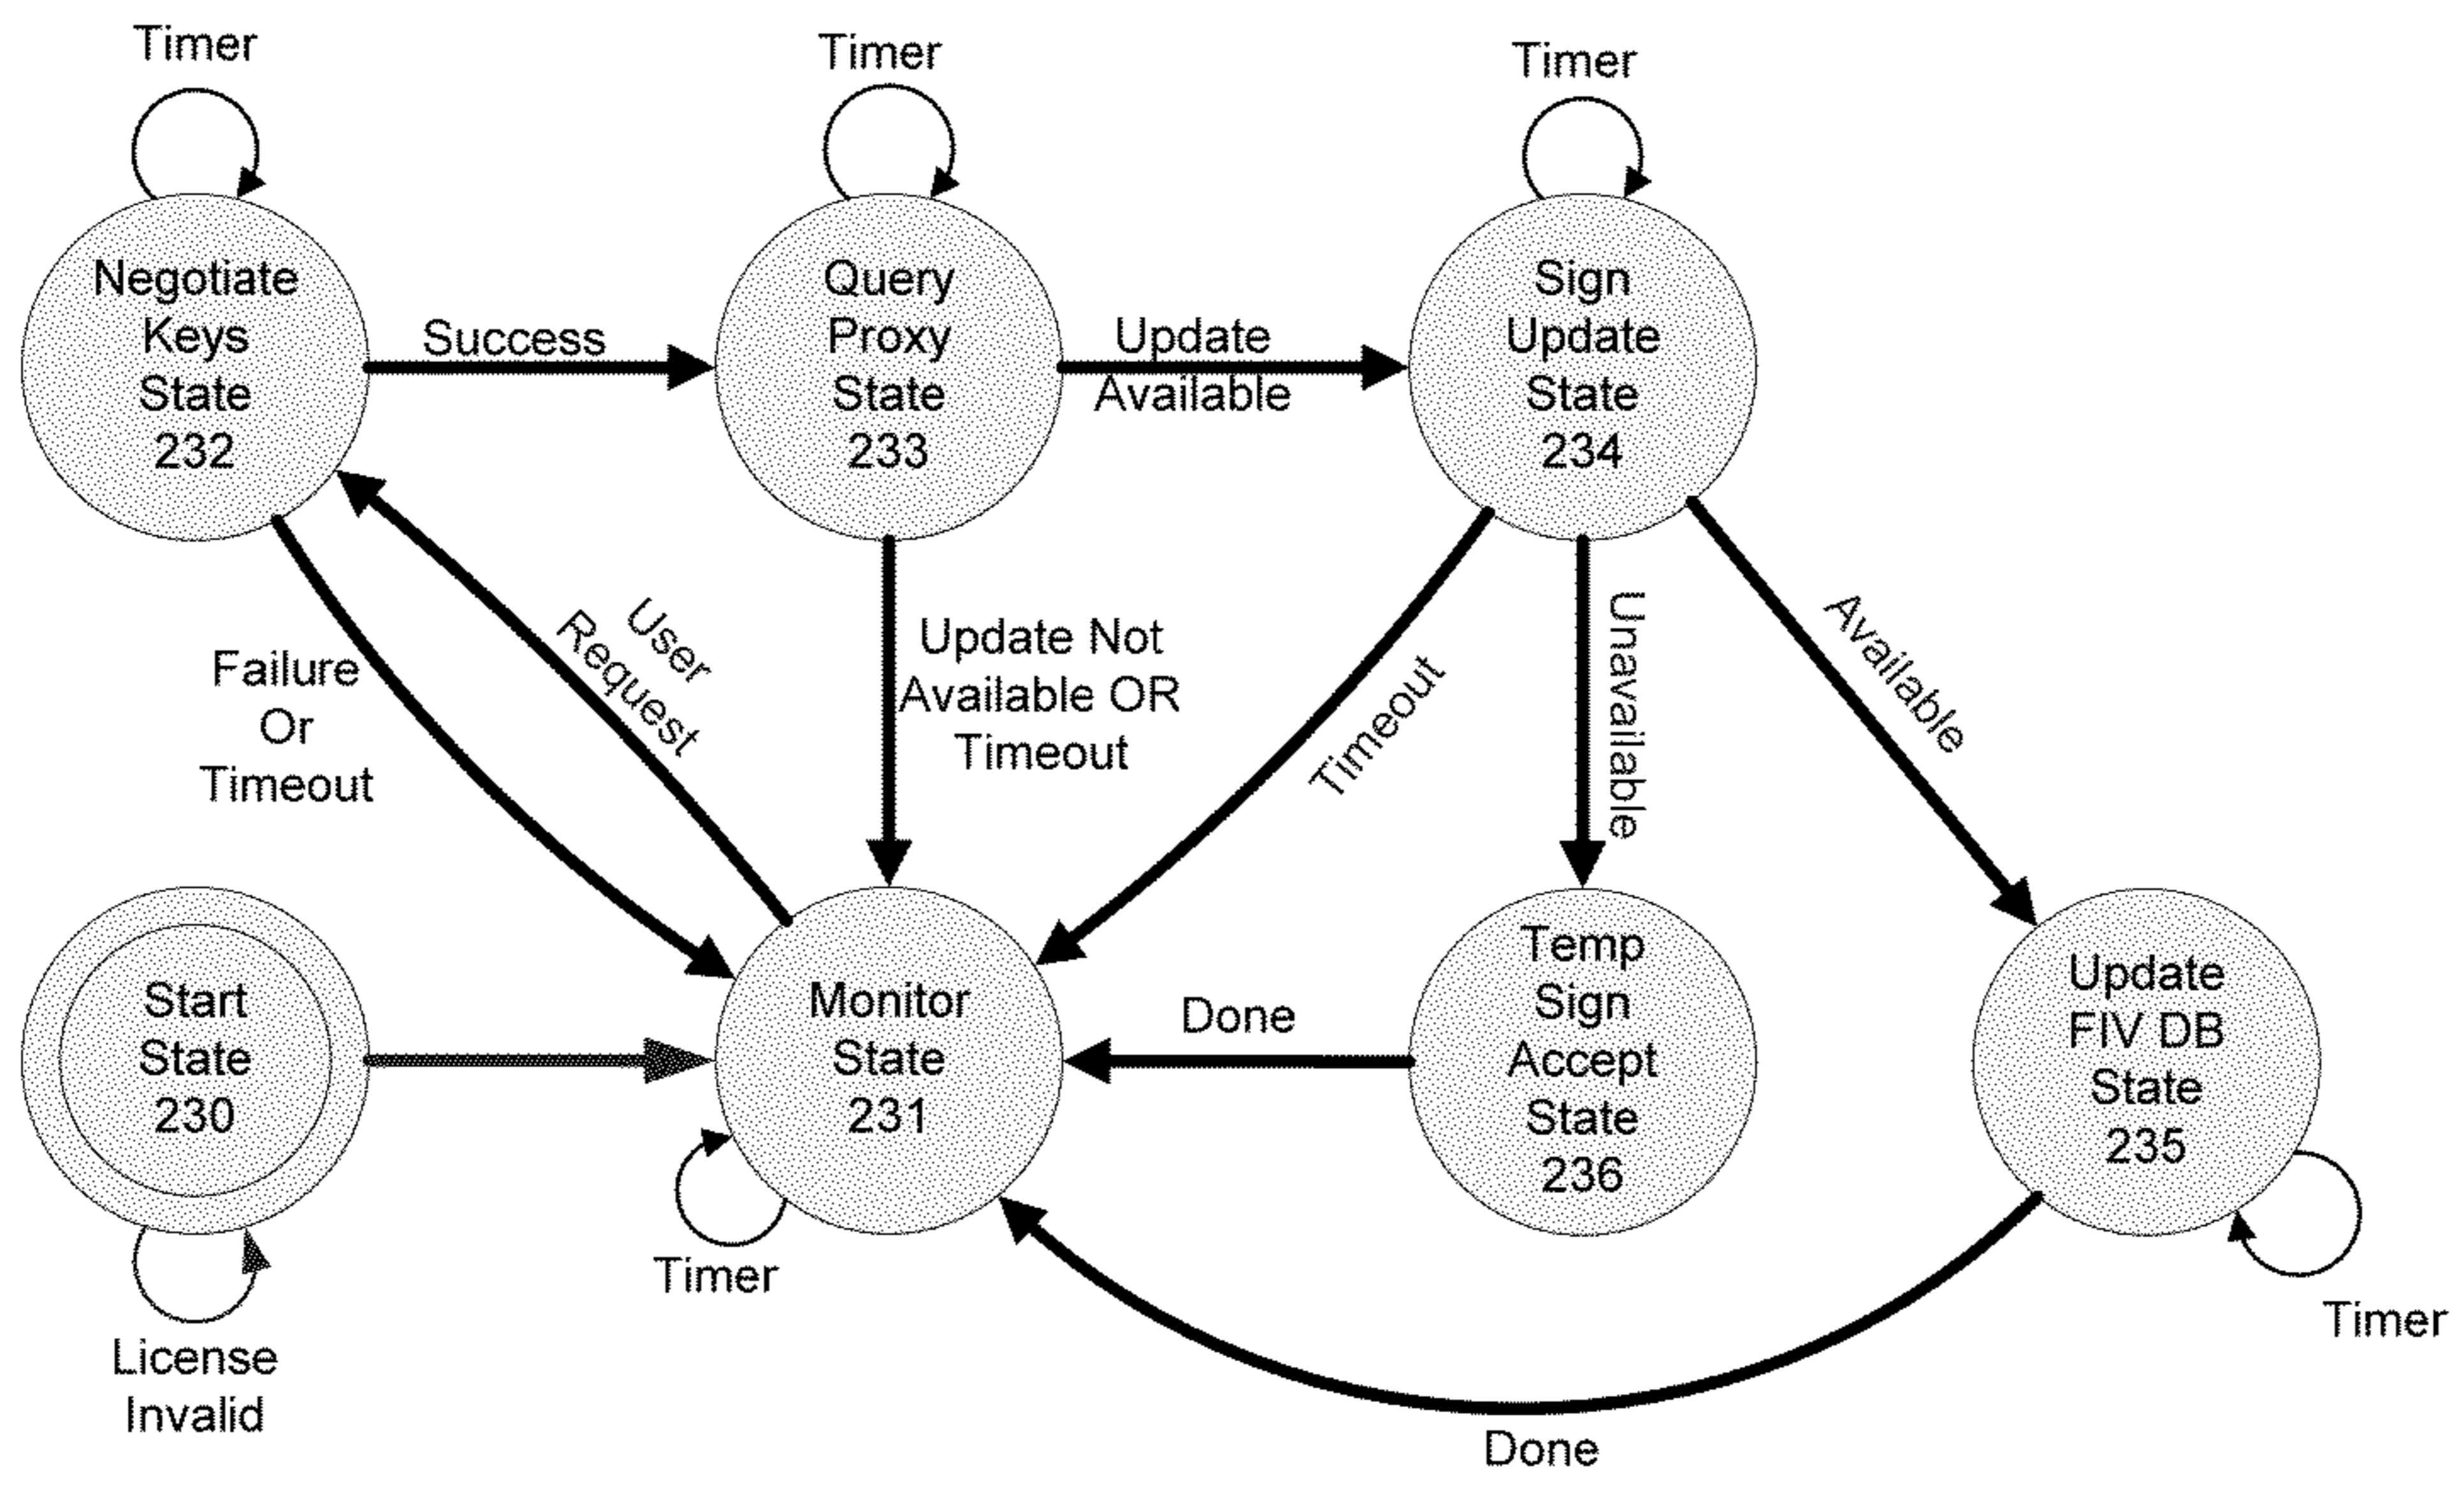 Timer
Timer
Timer
Negotiate
Keys
State
232
Success
Query
Proxy
State
233
Update
Available
Sign
Update
State
234
Failure
Or
Timeout
User
Request
Update Not
Available OR
Timeout
Timeout
Unavailable
Available
Start
State
230
Monitor
State
231
Done
Temp
Sign
Accept
State
236
Update
FIV DB
State
235
License
Invalid
Timer
Timer
Done